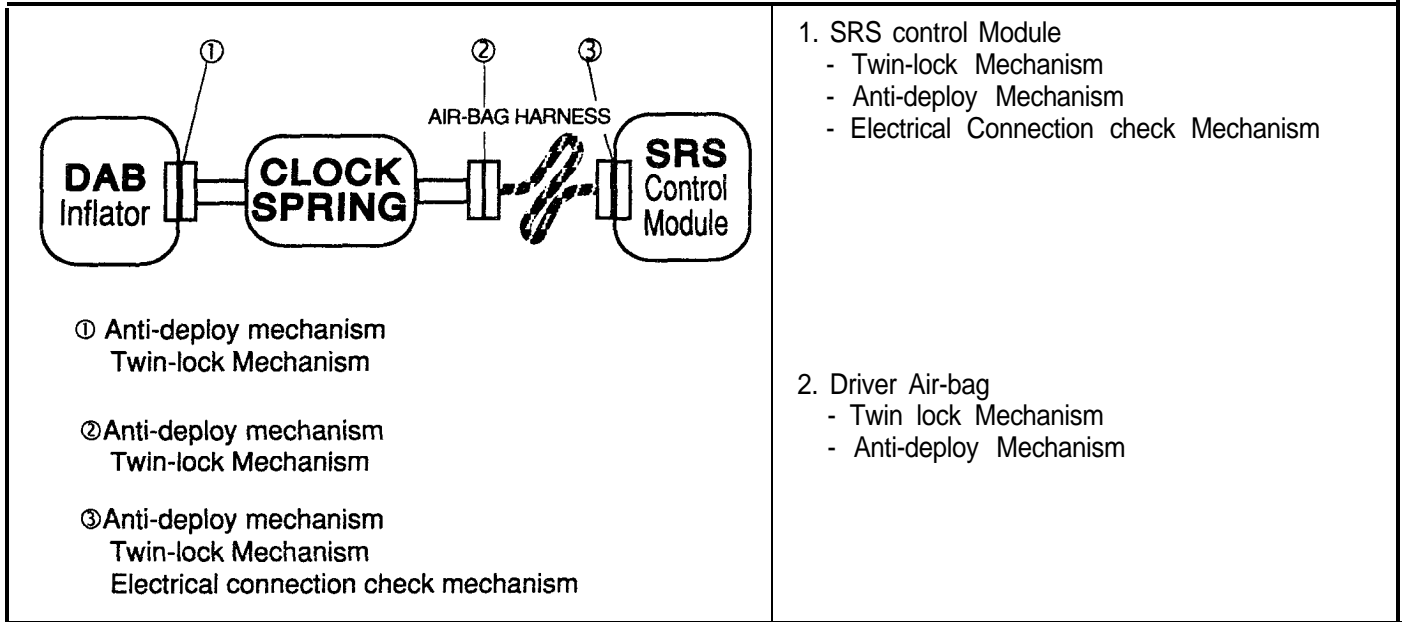 ① ② ③
AIR-BAG HARNESS
DAB
Inflator
CLOCK
SPRING
SRS
Control
Module
① Anti-deploy mechanism
Twin-lock Mechanism
②Anti-deploy mechanism
Twin-lock Mechanism
③Anti-deploy mechanism
Twin-lock Mechanism
Electrical connection check mechanism
1. SRS control Module
- Twin-lock Mechanism
- Anti-deploy Mechanism
- Electrical Connection check Mechanism
2. Driver Air-bag
- Twin lock Mechanism
- Anti-deploy Mechanism